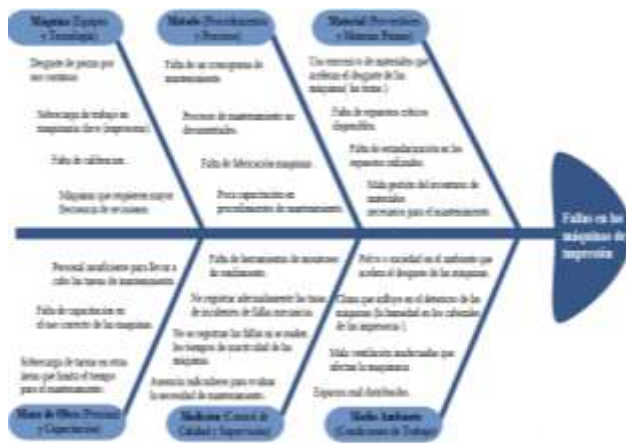 Máquina (Equipos
y Tecnología)
Método (Procedimientos
y Procesos)
Material (Proveedores
y Materias Primas)
Desgaste de piezas por
uso continuo.
Sobrecarga de trabajo en
maquinaria clave (impresoras).
Falta de calibración.
Máquinas que requieren mayor
frecuencia de
Falta de un cronograma de
mantenimiento.
Procesos de mantenimiento no
documentados.
Falta de fabricación máquinas.
Poca capacitación en
procedimientos de mantenimiento.
Uso excesivo de materiales que
aceleran el desgaste de las
máquinas( las tintas ).
Falta de repuestos críticos
disponibles.
Falta de estandarización en los
repuestos utilizados.
Mala gestión del inventario de
materiales
necesarios para el mantenimiento.
Fallas en las
máquinas de
impresión
Personal insuficiente para llevar a
cabo las tareas de mantenimiento.
Falta de capacitación en
el uso correcto de las máquinas.
Sobrecarga de tareas en otras
áreas que limita el tiempo
para el mantenimiento.
Mano de Obra (Personal
y Capacitación)
Falta de herramientas de monitoreo
de rendimiento.
No registrar adecuadamente las tasas
de incidentes de fallas mecánicas.
No se registran las fallas ni se miden
los tiempos de inactividad de las
máquinas.
Ausencia indicadores para evaluar
la necesidad de mantenimiento.
Medición (Control de
Calidad y Supervisión)
Polvo o suciedad en el ambiente que
acelera el desgaste de las máquinas.
Clima que influye en el deterioro de las
máquinas (la humedad en los cabezales
de las impresoras ).
Mala ventilación inadecuadas que
afectan la maquinaria.
Espacios mal distribuidos.
Medio Ambiente
(Condiciones de Trabajo)